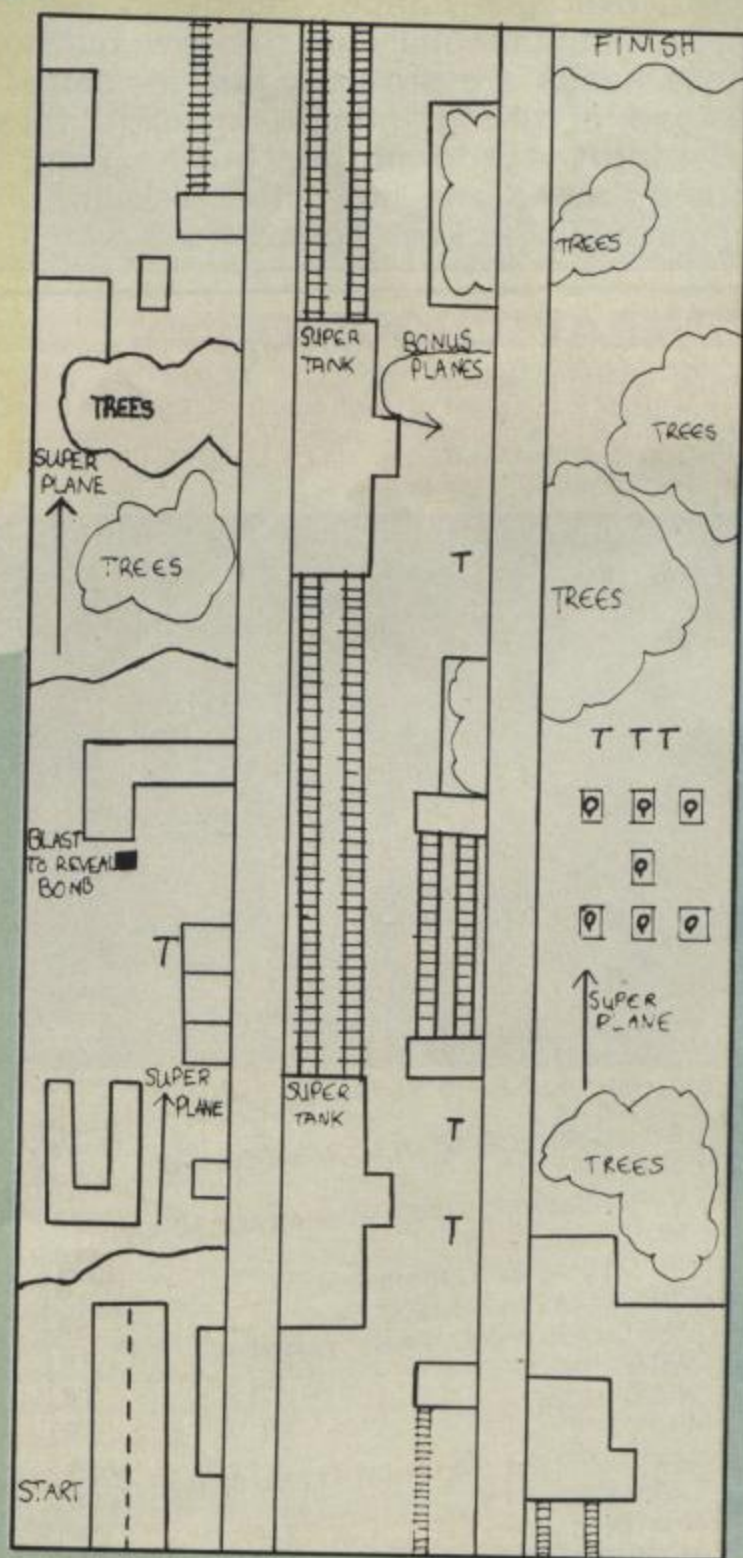 FINISH
TREES
SUPER
TANK
BONUS
PLANES
TREES
TREES
SUPER
PLANE
TREES
T
TREES
T T T
BLAST
TO REVEAL
BOMB
T
SUPER
P_ANE
SUPER
PLANE
SUPER
TANK
T
TREES
T
START